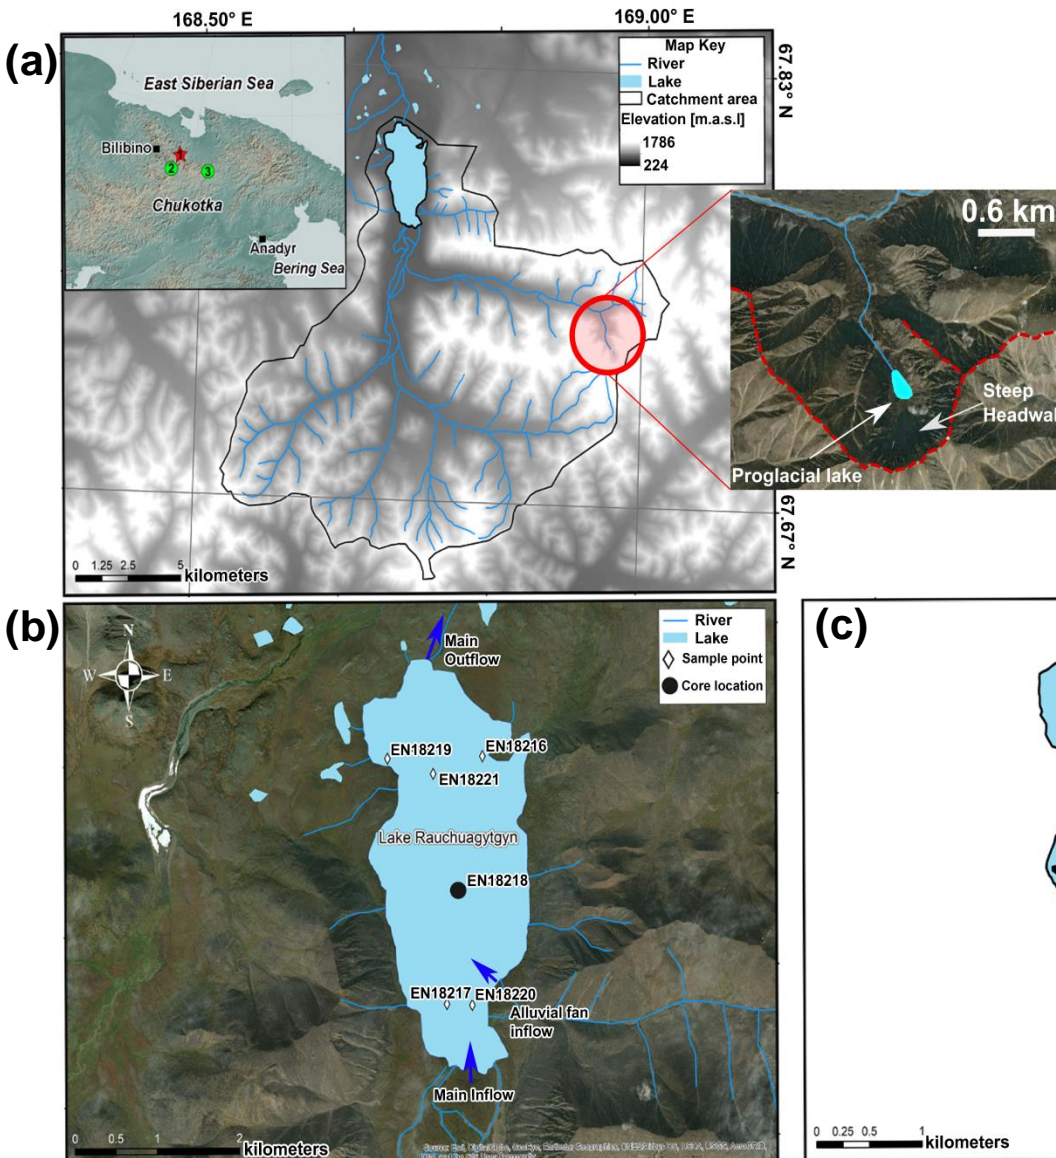 168.50° E
169.00° E
(a)
East Siberian Sea
Bilibino
1
2
3
Chukotka
Anadyr
Bering Sea
Map Key
River
Lake
Catchment area
Elevation [m.a.s.l]
1786
224
67.83° N
0.6 km
Steep
Headwal
Proglacial lake
67.67° N
0 1.25 2.5 5
kilometers
(b)
N
W E
S
Main
Outflow
River
Lake
Sample point
Core location
EN18219
EN18216
EN18221
Lake Rauchuagytgyn
EN18218
EN18217
EN18220
Alluvial fan
inflow
Main Inflow
0 0.5 1 2
kilometers
(c)
0 0.25 0.5 1
kilometers